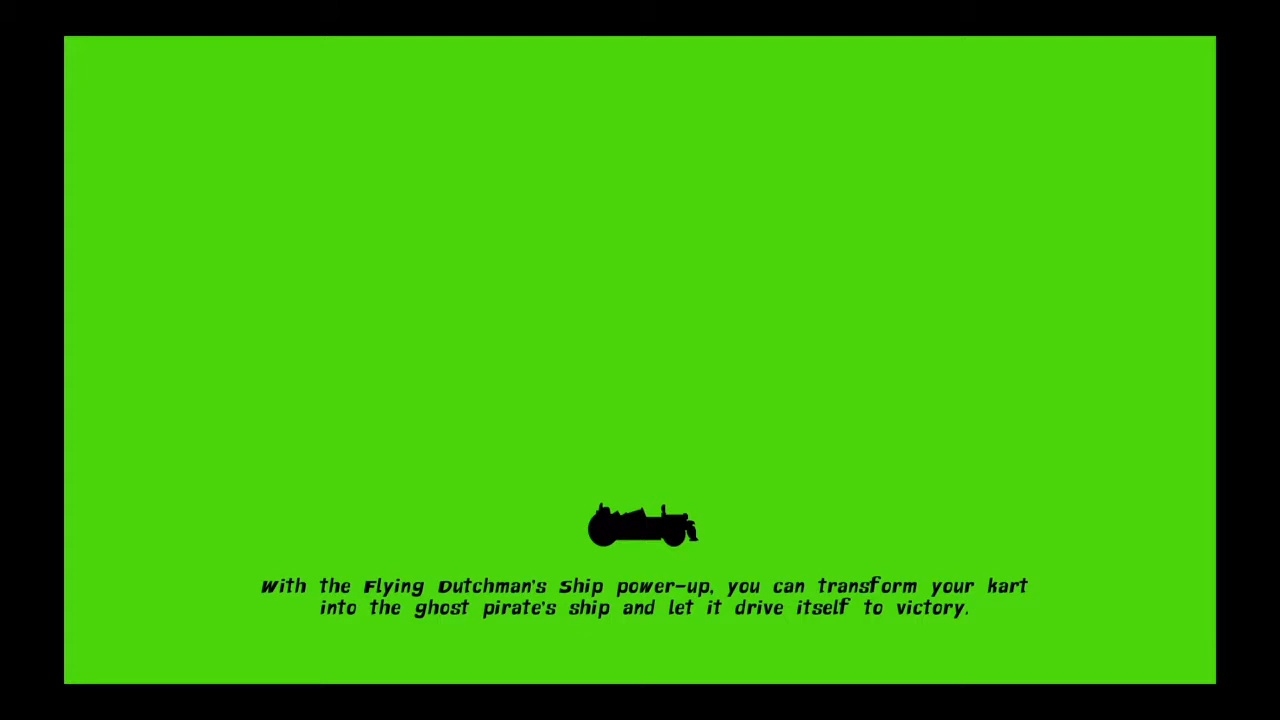 With the Flying Dutchman's Ship power-up, you can transform your kart
into the ghost pirate's ship and let it drive itself to victory.